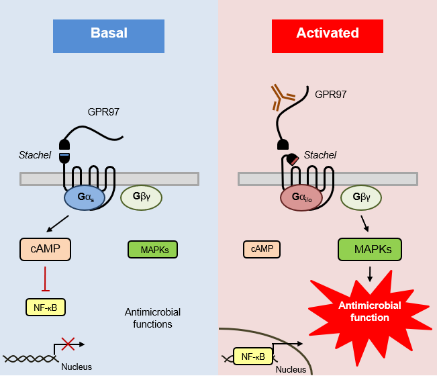 Basal
GPR97
Stachel
Gαs
Gβγ
cAMP
MAPKs
NF-κB
Antimicrobial
functions
Nucleus
Activated
GPR97
Stachel
Gαi/o
Gβγ
cAMP
MAPKs
Antimicrobial
function
NF-κB
Nucleus